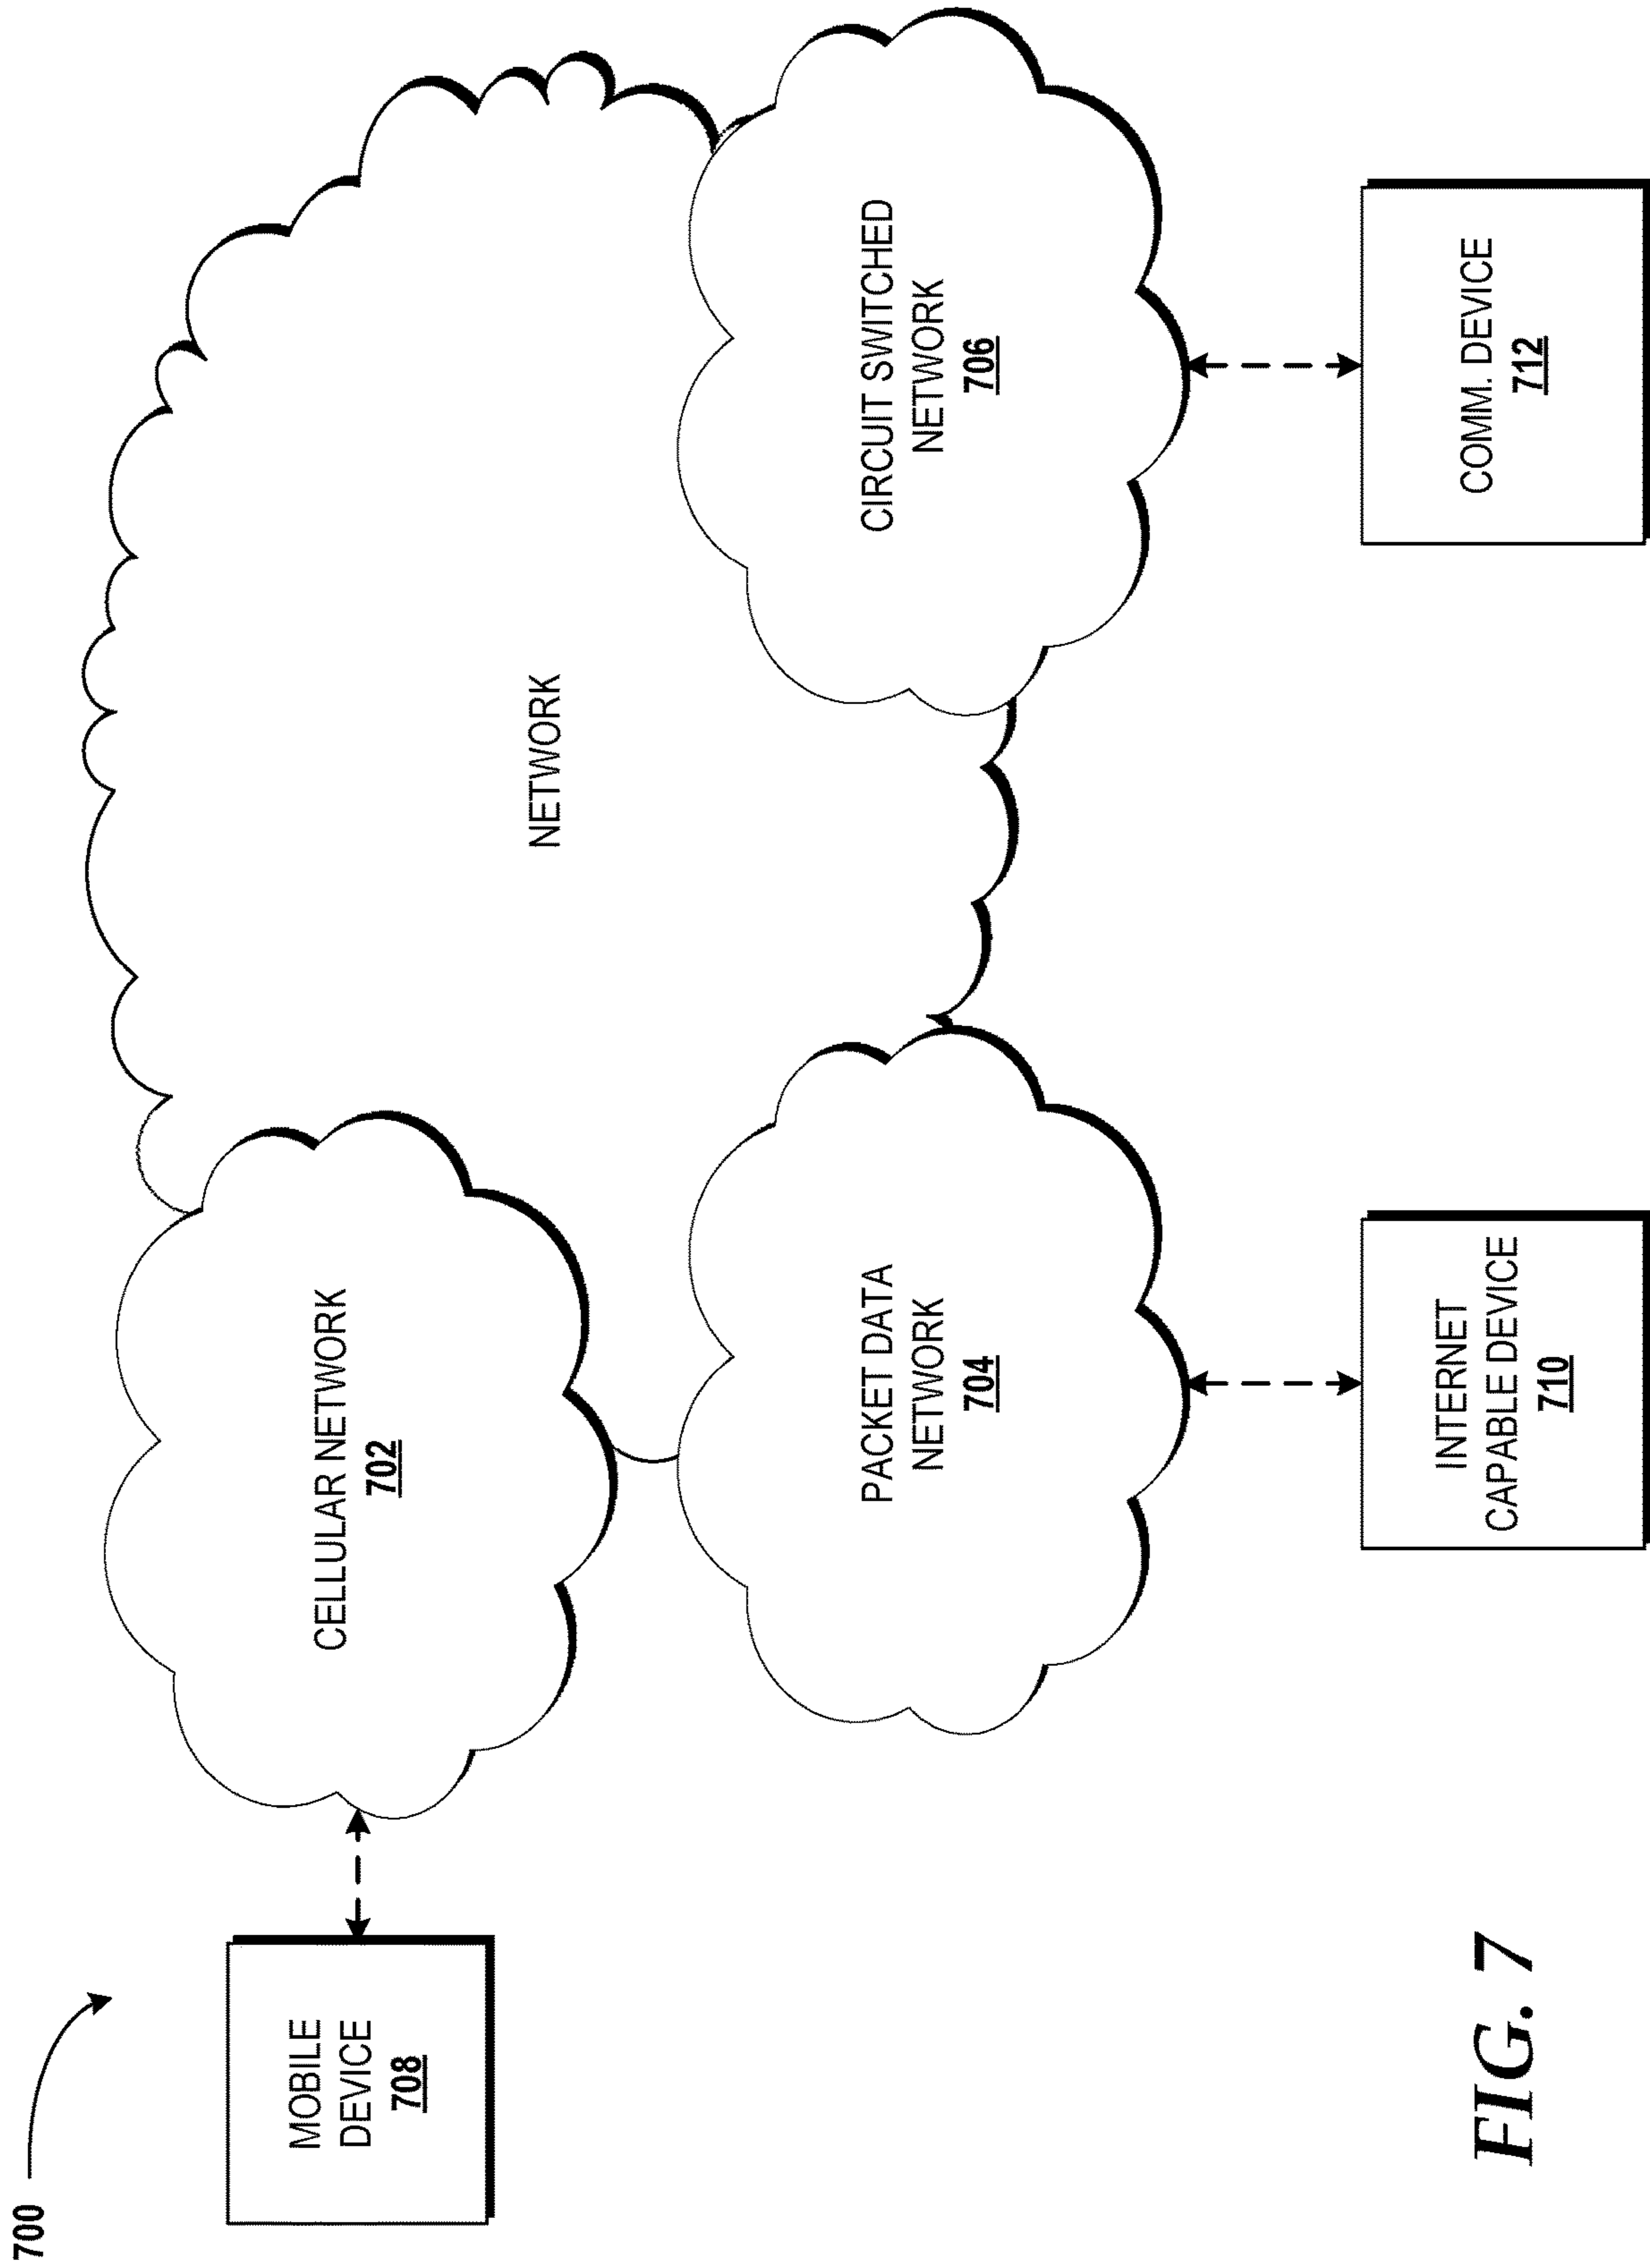 700
MOBILE
DEVICE
708
CELLULAR NETWORK
702
NETWORK
PACKET DATA
NETWORK
704
CIRCUIT SWITCHED
NETWORK
706
INTERNET
CAPABLE DEVICE
710
COMM. DEVICE
712
FIG. 7